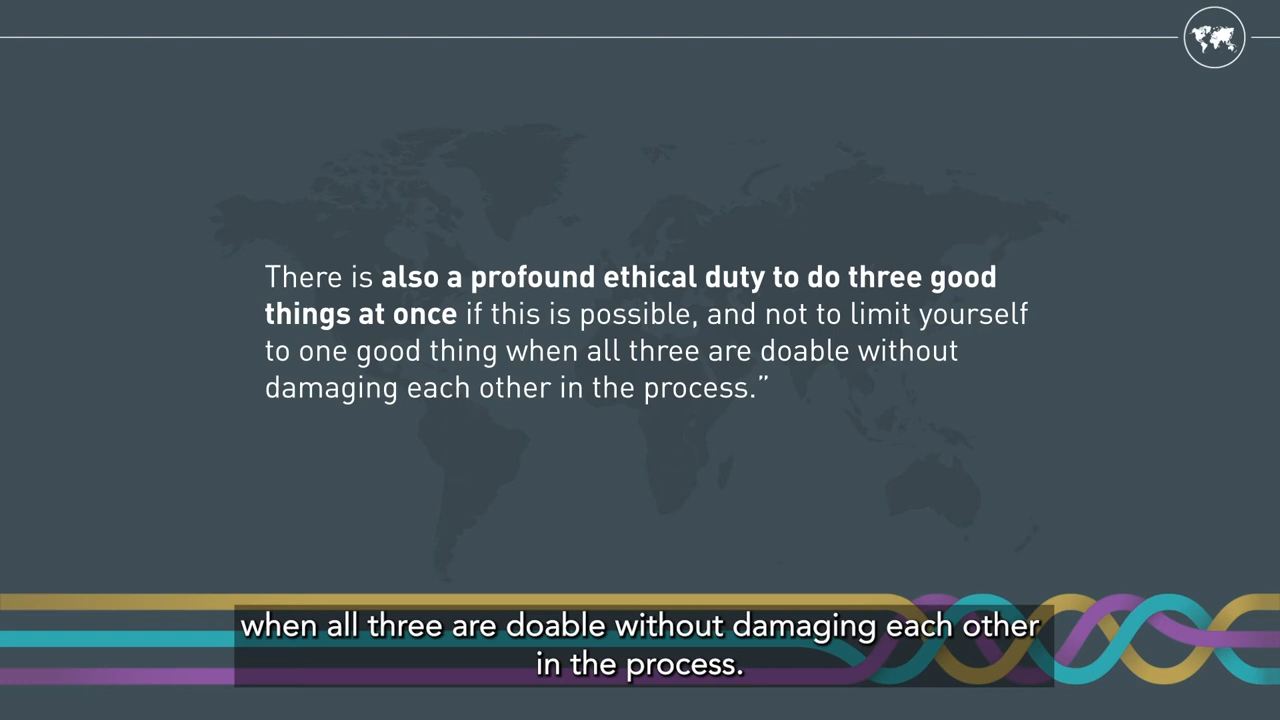 There is also a profound ethical duty to do three good
things at once if this is possible, and not to limit yourself
to one good thing when all three are doable without
damaging each other in the process.”
when all three are doable without damaging each other
in the process.